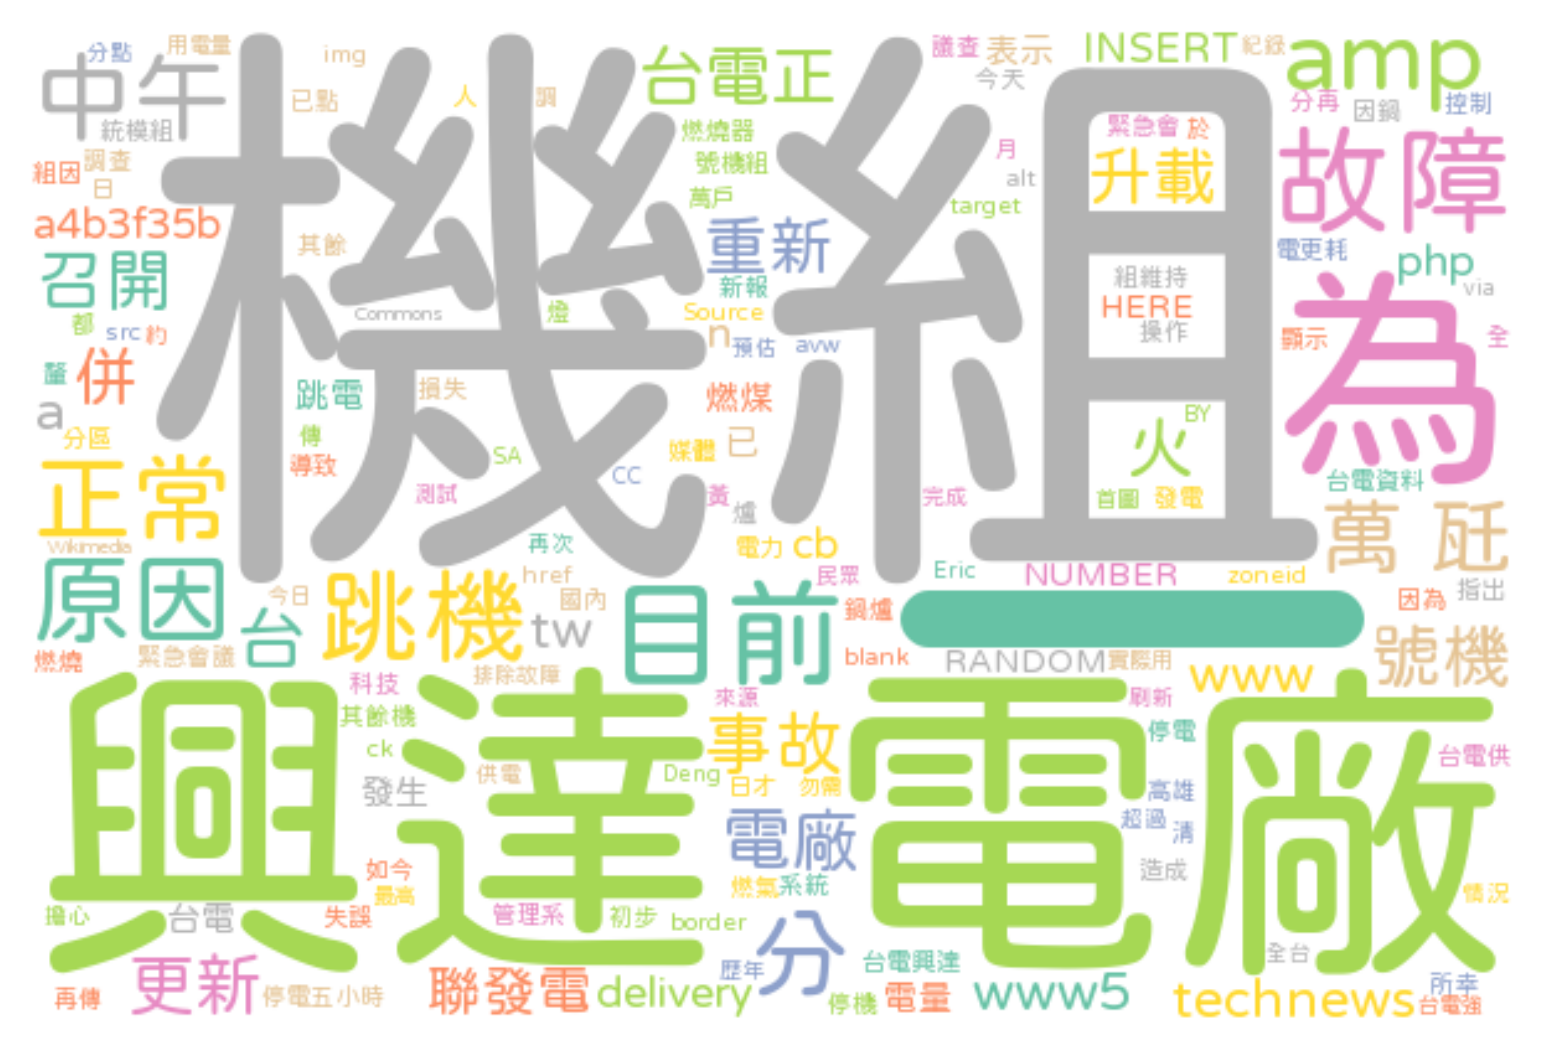 分點 用電量 img 台電正 議查 表示 INSERT 紀錄 amp
中午 已點 人 調 今天 分再 因鍋 控制
統模組 機組 燃燒器 緊急會 於
組因 調查 號機組 月 升載 故障
日 萬戶 alt
a4b3f35b 其餘 重新 target 電更耗 php
召開 新報 組維持 via
都 src 約 Commons 燈 Source HERE 為
釐 併 n 預估 avw 操作 顯示 全
a 跳電 損失 燃煤 BY
分區 傳 SA 媒體 已 火
正常 導致 CC 台電資料
測試 黃 爐 完成 首圖 發電 萬 瓩
Wikimedia 再次 電力 cb
原因 今日 href 國內 民眾 Eric NUMBER zoneid 指出
台 跳機 tw 目前 鍋爐 一 因為
燃燒 緊急會議 排除故障 blank RANDOM 實際用 www 號機
科技 來源 刷新
興達電廠 其餘機 事故 停電 台電供
ck 供電 Deng 日才 勿需
發生 電廠 高雄
超過 清
如今 造成
最高 燃氣 系統 情況
擔心 台電 失誤 管理系 初步 border 分 全台
更新 聯發電 歷年 台電興達 所幸
再傳 停電五小時 delivery 停機 電量 www5 technews 台電強